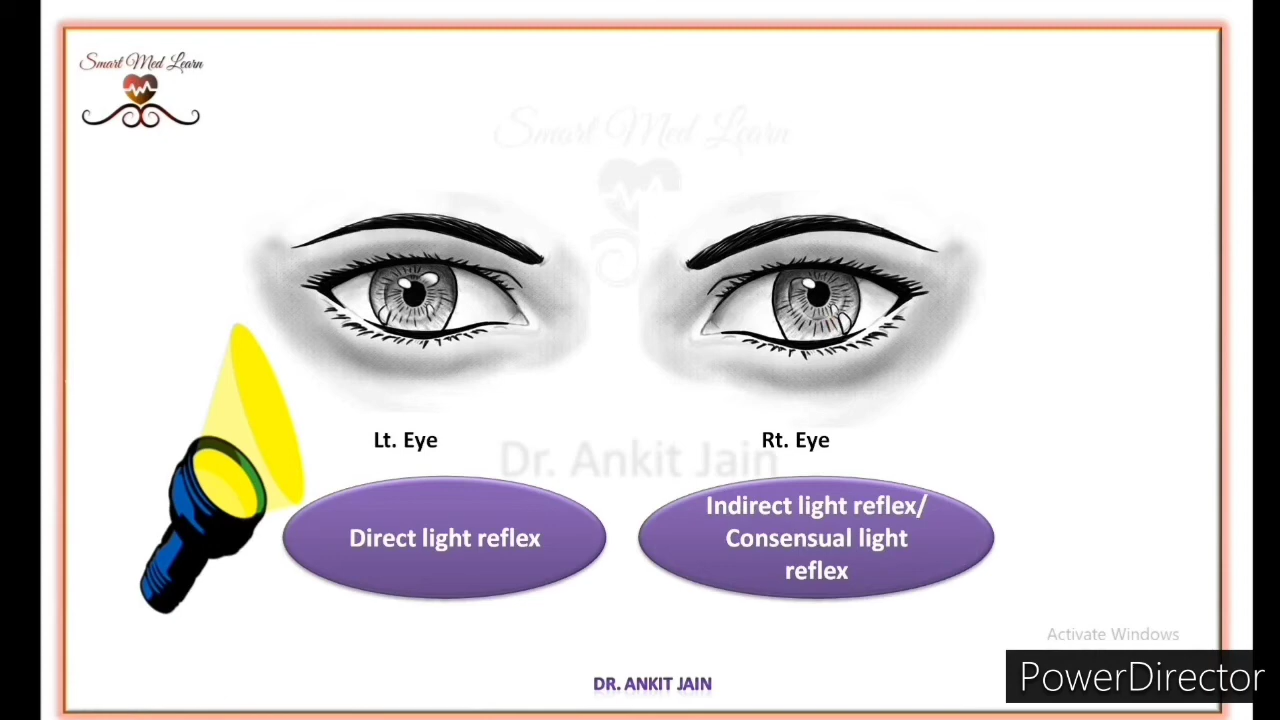 Smart Med Learn
Smart Med Learn
Lt. Eye
Rt. Eye
Dr. Ankit Jain
Direct light reflex
Indirect light reflex/
Consensual light
reflex
Activate Windows
PowerDirector
DR. ANKIT JAIN